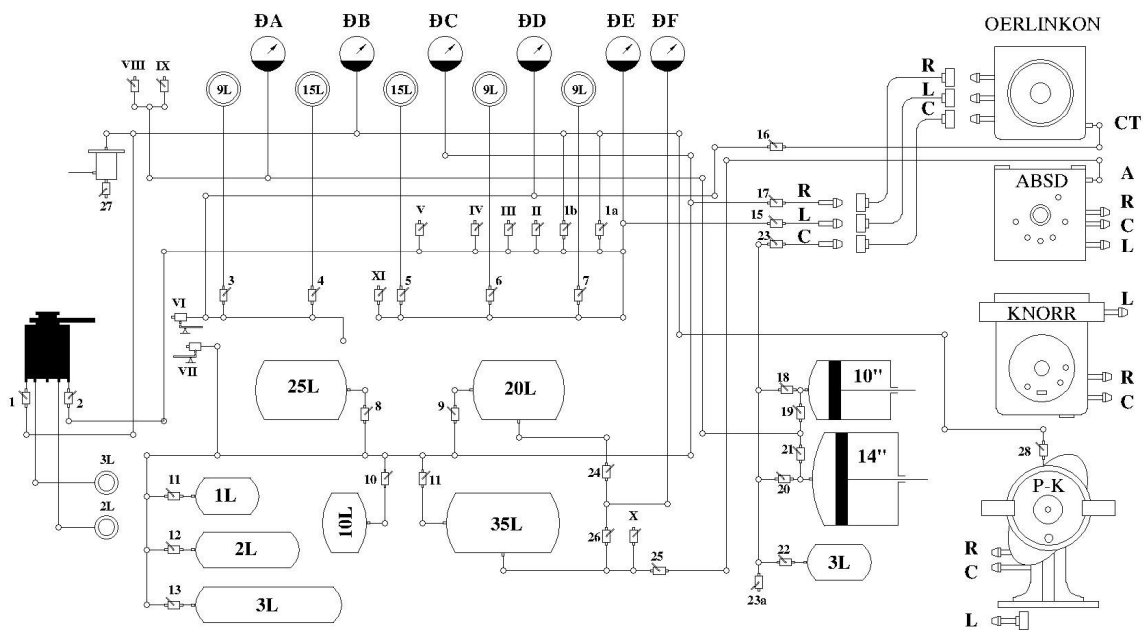 ĐA ĐB ĐC ĐD ĐE ĐF
OERLINKON
VIII IX
9L 15L 15L 9L 9L
R
L
C
CT
16
27
A
ABSD
R
C
L
17 R
15 L
23 C
V IV III II 1b 1a
3 4 XI 5 6 7
VI
VII
L
KNORR
R
C
1 2
25L 20L
8 9
18 10"
19
21
14"
20
28
P-K
3L
2L
11 1L
10 11
10L 35L
24
26 X
25
12 2L
13 3L
22 3L
23a
R
C
L